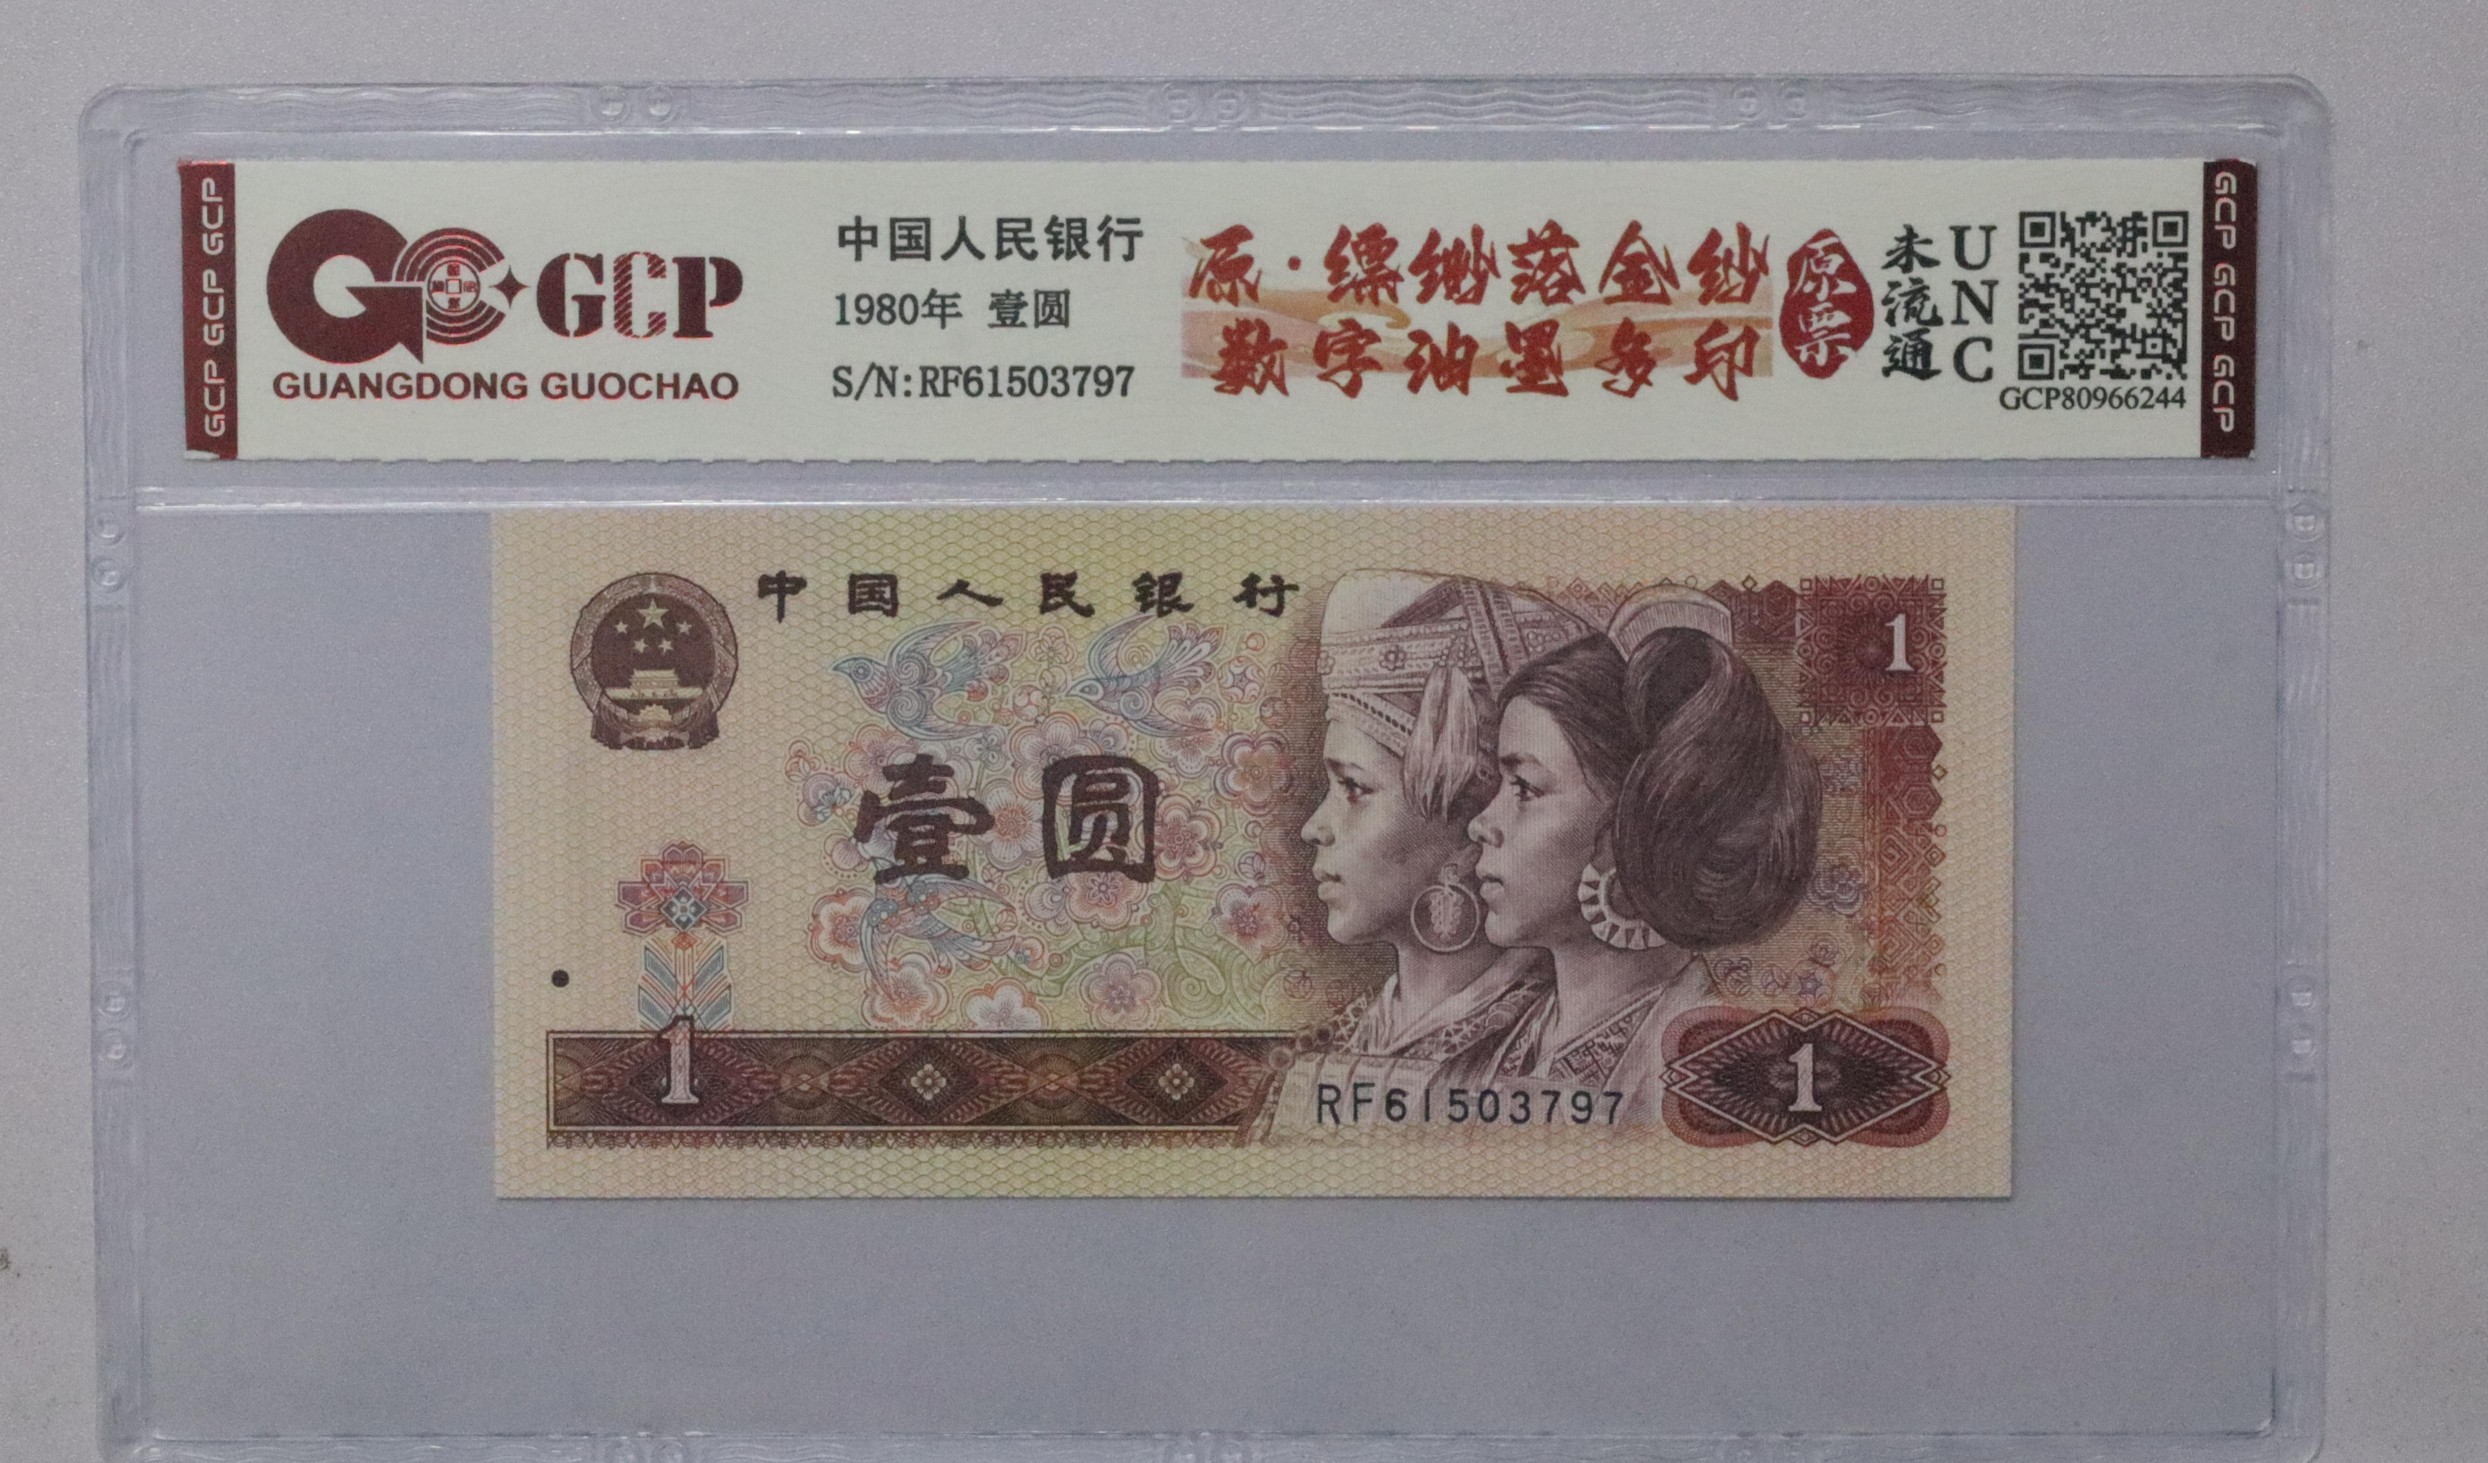 GCP GCP GCP
GCP
GUANGDONG GUOCHAO
中国人民银行
1980年 壹圆
S/N:RF61503797
原·缥缈落金纱
数字油墨多印
原票
未流通
UNC
GCP80966244
GCP GCP GCP
中国人民银行
1
壹圆
1
RF61503797
1